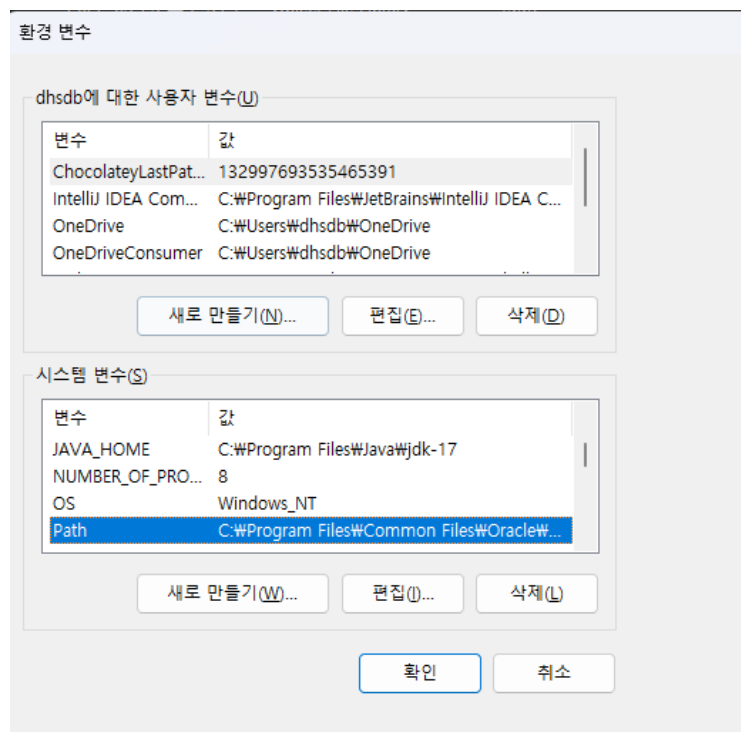 환경 변수
dhsdb에 대한 사용자 변수(U)
변수 값
ChocolateyLastPat... 132997693535465391
IntelliJ IDEA Com... C:₩Program Files₩JetBrains₩IntelliJ IDEA C...
OneDrive C:₩Users₩dhsdb₩OneDrive
OneDriveConsumer C:₩Users₩dhsdb₩OneDrive
새로 만들기(N)... 편집(E)... 삭제(D)
시스템 변수(S)
변수 값
JAVA_HOME C:₩Program Files₩Java₩jdk-17
NUMBER_OF_PRO... 8
OS Windows_NT
Path C:₩Program Files₩Common Files₩Oracle₩...
새로 만들기(W)... 편집(I)... 삭제(L)
확인 취소